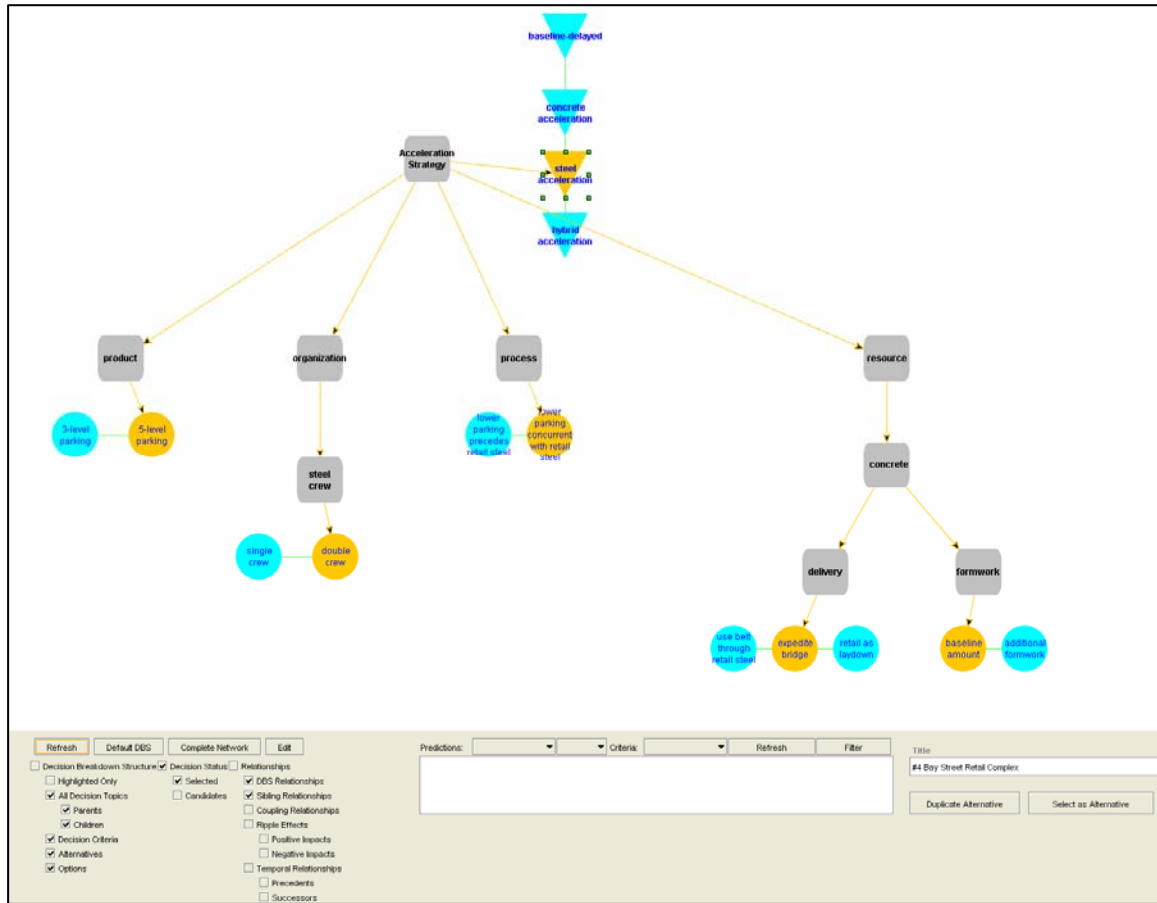 baseline-delayed
concrete
acceleration
Acceleration
Strategy
steel
acceleration
hybrid
acceleration
product
organization
process
resource
3-level
parking
5-level
parking
lower
parking
precedes
retail steel
lower
parking
concurrent
with retail
steel
concrete
steel
crew
single
crew
double
crew
delivery
formwork
use belt
through
retail steel
expedite
bridge
retail as
laydown
baseline
amount
additional
formwork
Refresh
Default DBS
Complete Network
Edit
Predictions:
Criteria:
Refresh
Filter
Title
#4 Bay Street Retail Complex
Duplicate Alternative
Select as Alternative
Decision Breakdown Structure
Highlighted Only
All Decision Topics
Parents
Children
Decision Criteria
Alternatives
Options
Decision Status
Selected
Candidates
Relationships
DBS Relationships
Sibling Relationships
Coupling Relationships
Ripple Effects
Positive Impacts
Negative Impacts
Temporal Relationships
Precedents
Successors